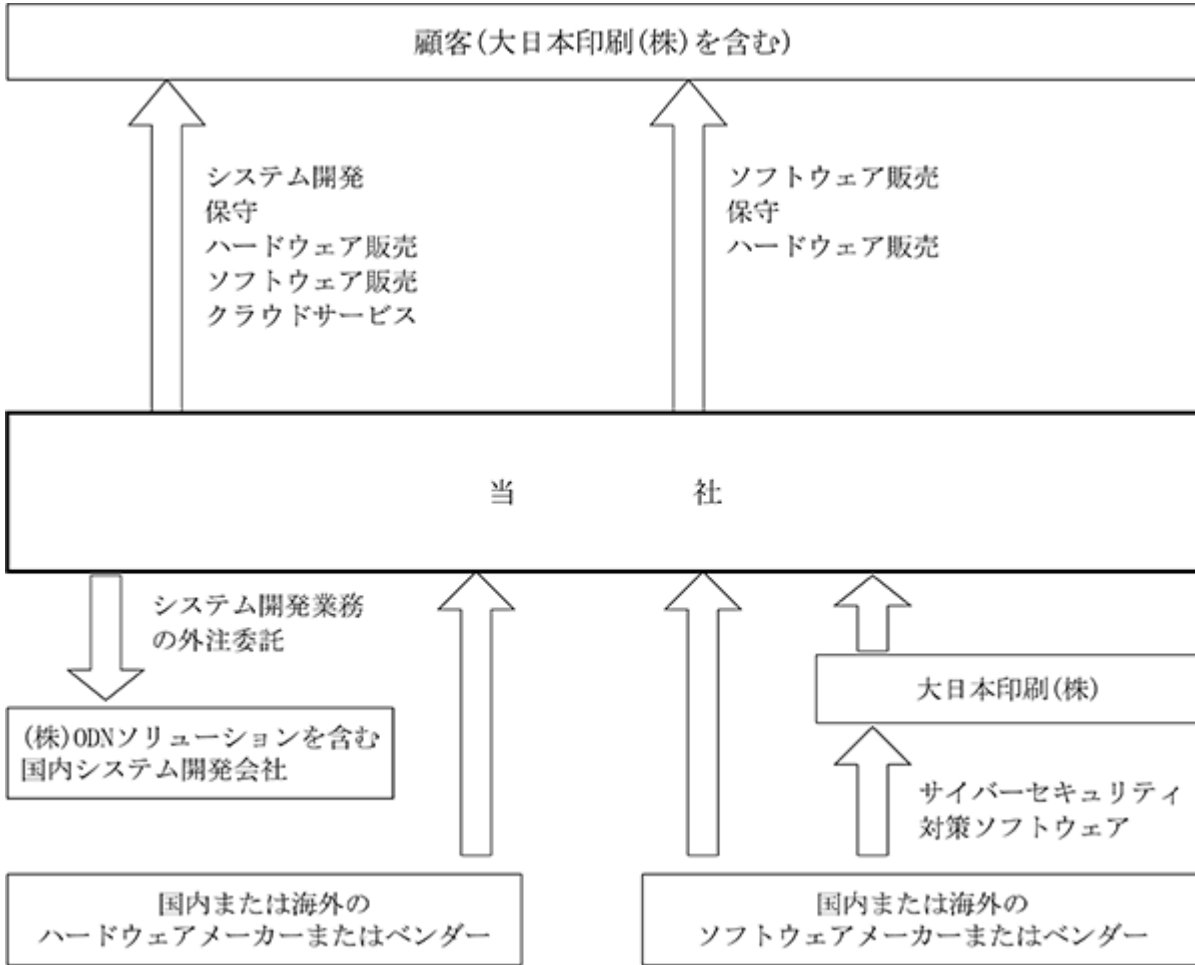 顧客(大日本印刷(株)を含む)
システム開発
保守
ハードウェア販売
ソフトウェア販売
クラウドサービス
ソフトウェア販売
保守
ハードウェア販売
当 社
システム開発業務
の外注委託
大日本印刷(株)
(株)ODNソリューションを含む
国内システム開発会社
サイバーセキュリティ
対策ソフトウェア
国内または海外の
ハードウェアメーカーまたはベンダー
国内または海外の
ソフトウェアメーカーまたはベンダー